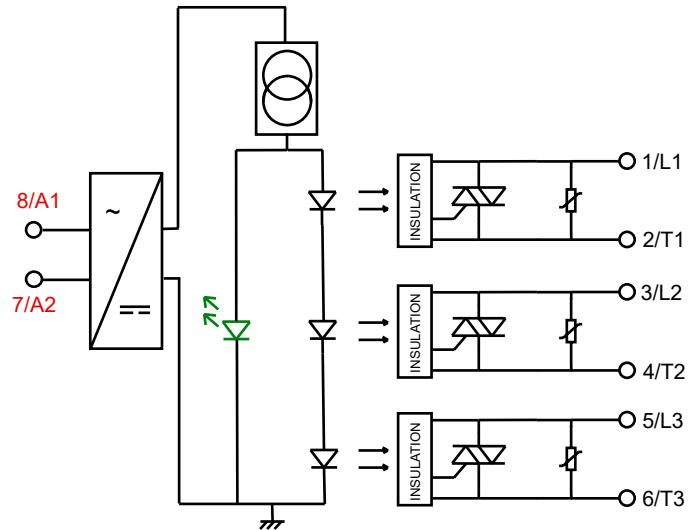 8/A1
7/A2
~
INSULATION
1/L1
2/T1
INSULATION
3/L2
4/T2
INSULATION
5/L3
6/T3